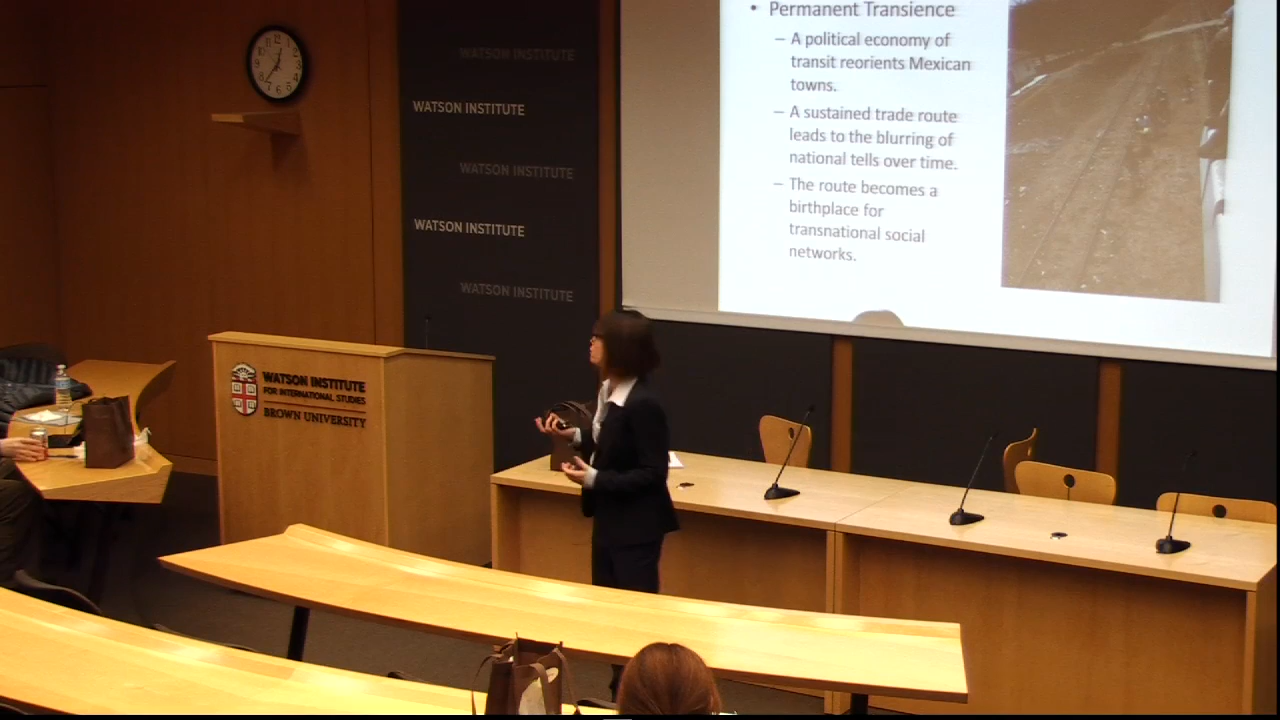 WATSON INSTITUTE
WATSON INSTITUTE
WATSON INSTITUTE
WATSON INSTITUTE
WATSON INSTITUTE
• Permanent Transience
– A political economy of
transit reorients Mexican
towns.
– A sustained trade route
leads to the blurring of
national tells over time.
– The route becomes a
birthplace for
transnational social
networks.
WATSON INSTITUTE
FOR INTERNATIONAL STUDIES
BROWN UNIVERSITY